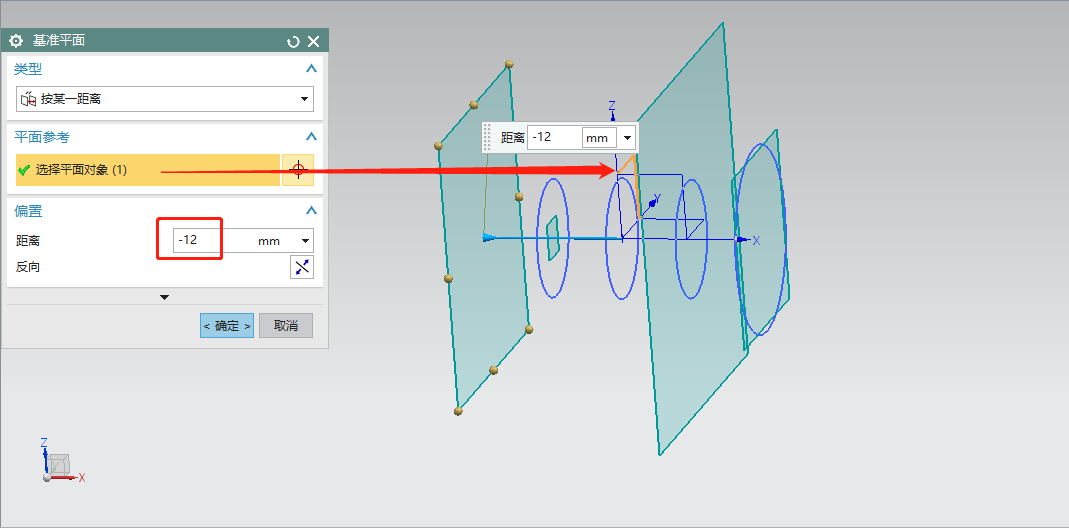 基准平面
类型
按某一距离
平面参考
选择平面对象 (1)
偏置
距离
-12 mm
反向
< 确定 >
取消
距离 -12 mm
Z
Y
X
Z
Y
X